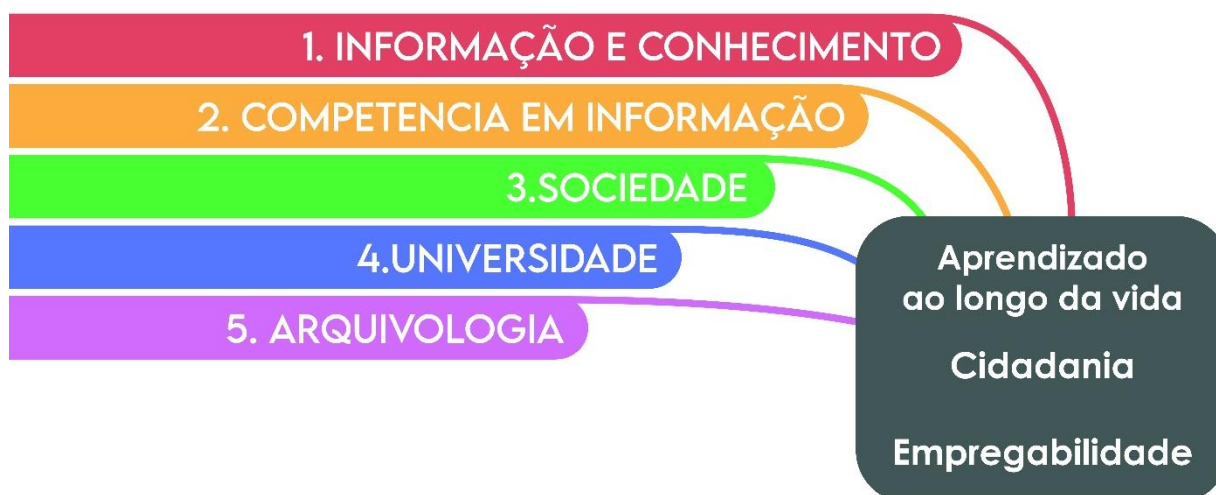 1. INFORMAÇÃO E CONHECIMENTO
2. COMPETENCIA EM INFORMAÇÃO
3.SOCIEDADE
4.UNIVERSIDADE
5. ARQUIVOLOGIA
Aprendizado
ao longo da vida
Cidadania
Empregabilidade